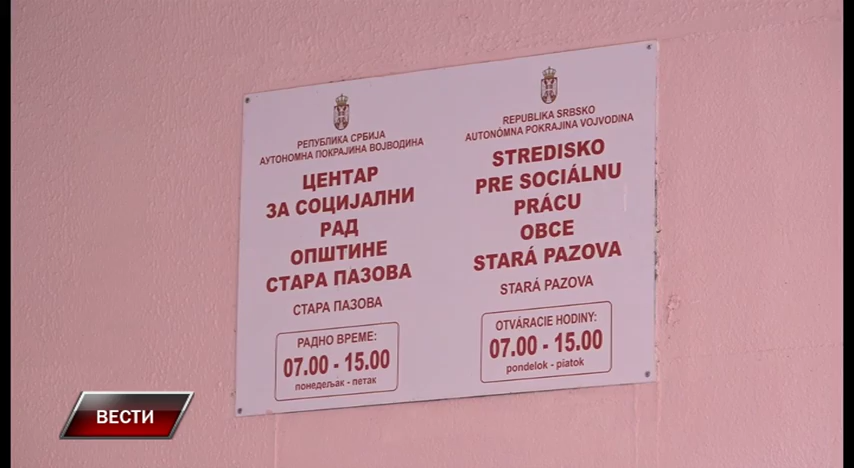 РЕПУБЛИКА СРБИЈА
АУТОНОМНА ПОКРАЈИНА ВОЈВОДИНА
ЦЕНТАР
ЗА СОЦИЈАЛНИ
РАД
ОПШТИНЕ
СТАРА ПАЗОВА
СТАРА ПАЗОВА
РАДНО ВРЕМЕ:
07.00 - 15.00
понедељак - петак
REPUBLIKA SRBSKO
AUTONÓMNA POKRAJINA VOJVODINA
STREDISKO
PRE SOCIÁLNU
PRÁCU
OBCE
STARÁ PAZOVA
STARÁ PAZOVA
OTVÁRACIE HODINY:
07.00 - 15.00
pondelok - piatok
ВЕСТИ